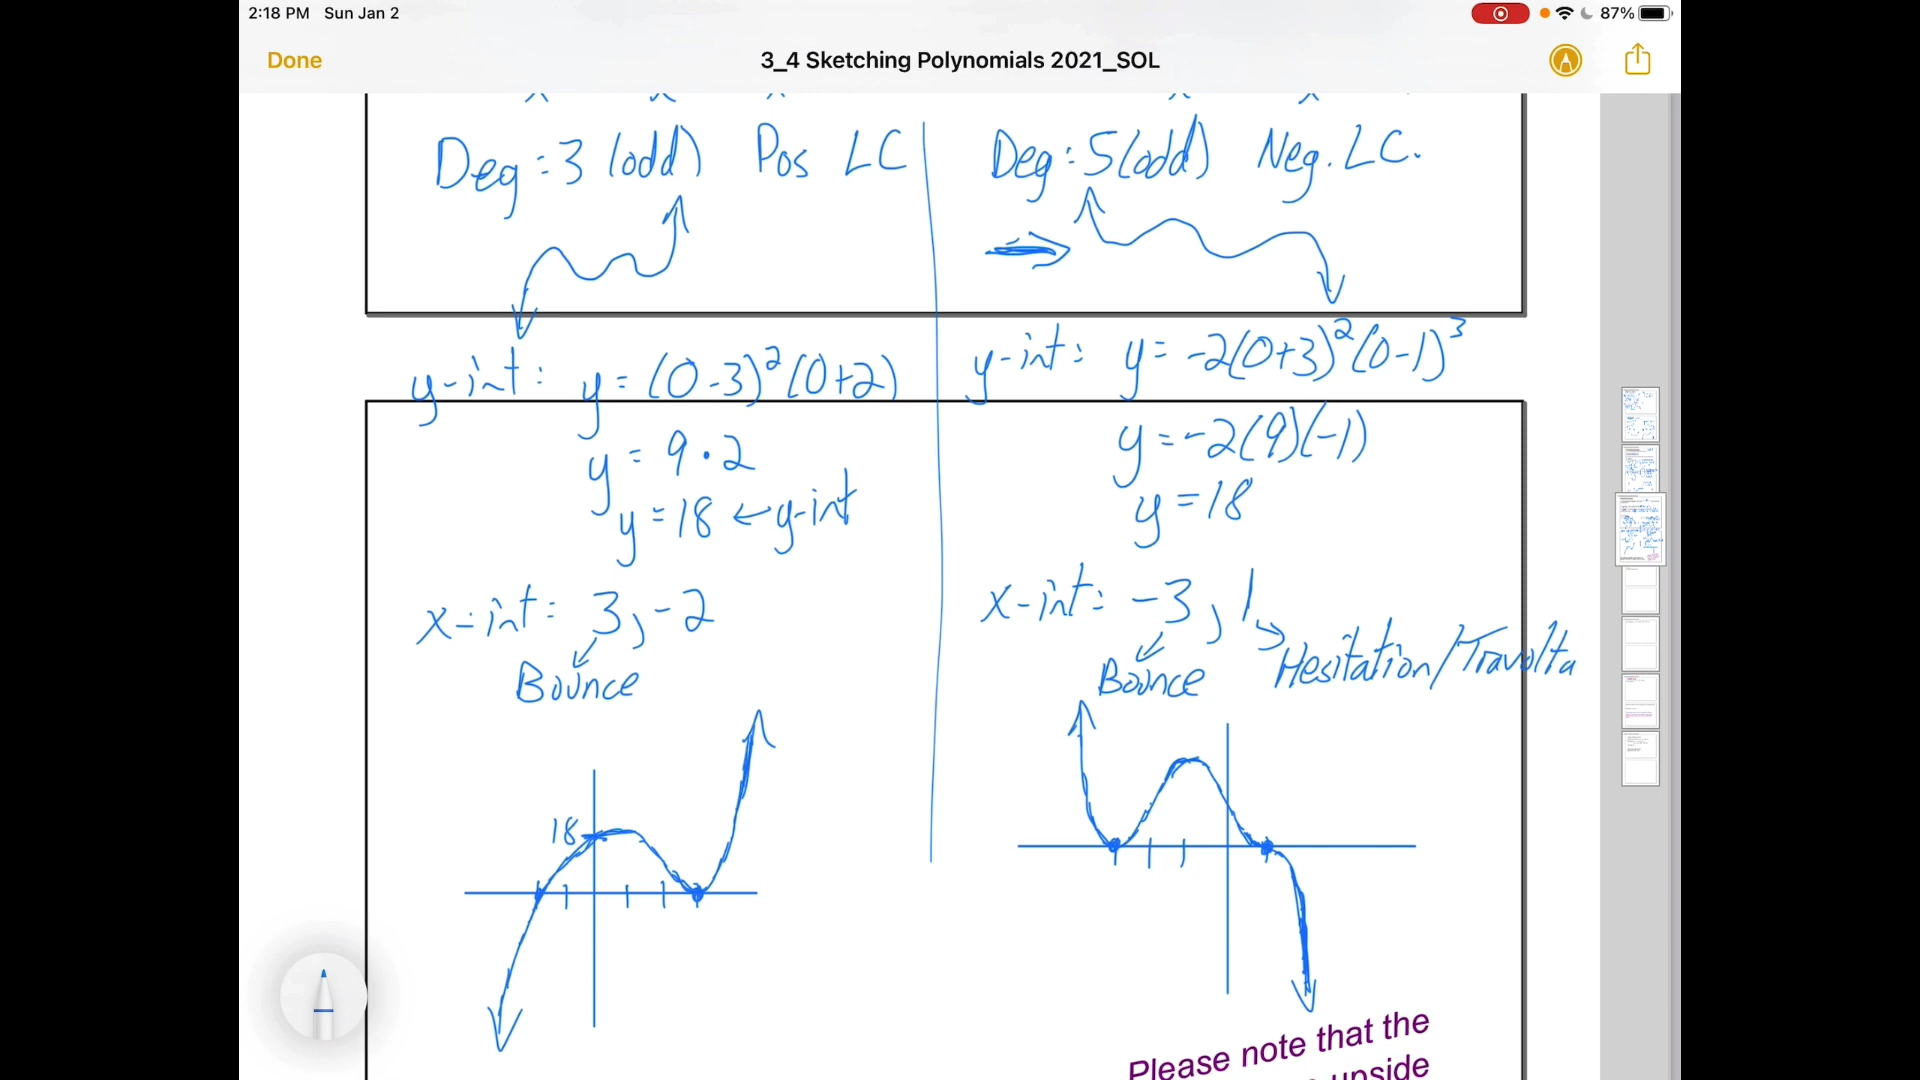 2:18 PM Sun Jan 2
87%
Done
3_4 Sketching Polynomials 2021_SOL
Deg: 3 (odd) Pos LC
y-int: y = (0-3)²(0+2)
y = 9·2
y = 18 ← y-int
x-int: 3, -2
Bounce
18
Deg: 5 (odd) Neg. LC.
y-int: y = -2(0+3)²(0-1)³
y = -2(9)(-1)
y = 18
x-int: -3, 1
Bounce
Hesitation/Travolta
Please note that the
upside